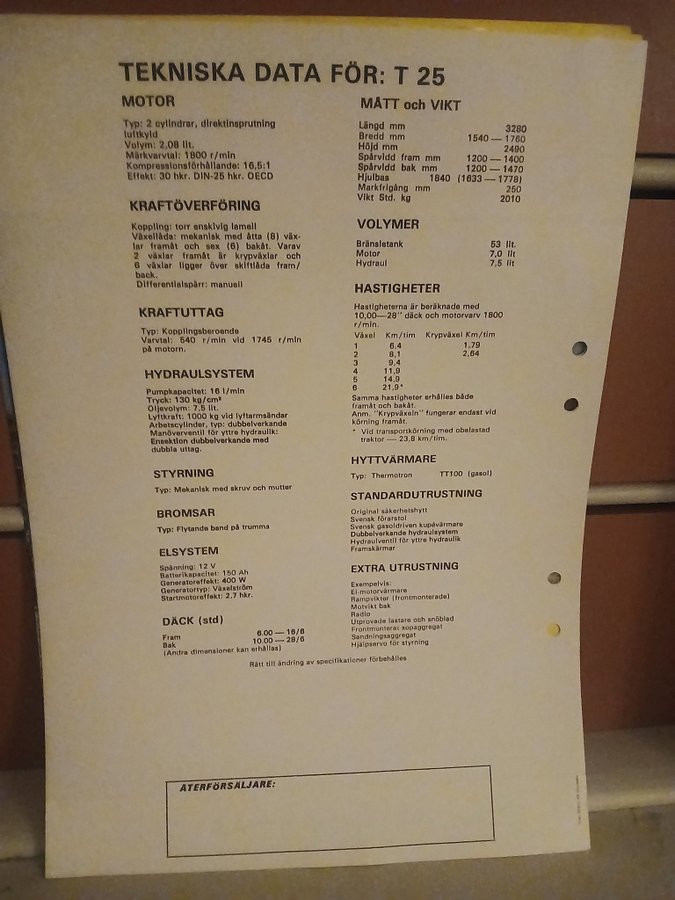 TEKNISKA DATA FÖR: T 25
MOTOR
Typ: 2 cylindrar, direktinsprutning
luftkyld
Volym: 2,08 lit.
Märkvarvtal: 1800 r/min
Kompressionsförhållande: 16,5:1
Effekt: 30 hkr. DIN-25 hkr. OECD
KRAFTÖVERFÖRING
Koppling: torr enskivig lamell
Växellåda: mekanisk med åtta (8) väx-
lar framåt och sex (6) bakåt. Varav
2 växlar framåt är krypväxlar och
6 växlar ligger över skiftlåda fram/
back.
Differentialspärr: manuell
KRAFTUTTAG
Typ: Kopplingsberoende
Varvtal: 540 r/min vid 1745 r/min
på motorn.
HYDRAULSYSTEM
Pumpkapacitet: 16 l/min
Tryck: 130 kg/cm²
Oljevolym: 7,5 lit.
Lyftkraft: 1000 kg vid lyftarmsändar
Arbetscylinder, typ: dubbelverkande
Manöverventil för yttre hydraulik:
Ensektion dubbelverkande med
dubbla uttag.
STYRNING
Typ: Mekanisk med skruv och mutter
BROMSAR
Typ: Flytande band på trumma
ELSYSTEM
Spänning: 12 V
Batterikapacitet: 150 Ah
Generatoreffekt: 400 W
Generatortyp: Växelström
Startmotoreffekt: 2.7 hkr.
DÄCK (std)
Fram 6.00 — 16/6
Bak 10.00 — 28/6
(Andra dimensioner kan erhållas)
MÅTT och VIKT
Längd mm 3280
Bredd mm 1540 — 1760
Höjd mm 2490
Spårvidd fram mm 1200 — 1400
Spårvidd bak mm 1200 — 1470
Hjulbas 1840 (1633 — 1778)
Markfrigång mm 250
Vikt Std. kg 2010
VOLYMER
Bränsletank 53 lit.
Motor 7,0 lit
Hydraul 7,5 lit
HASTIGHETER
Hastigheterna är beräknade med
10,00—28" däck och motorvarv 1800
r/min.
Växel Km/tim Krypväxel Km/tim
1 6,4 1,79
2 8,1 2,64
3 9,4
4 11,9
5 14,9
6 21,9*
Samma hastigheter erhålles både
framåt och bakåt.
Anm. "Krypväxeln" fungerar endast vid
körning framåt.
* Vid transportkörning med obelastad
traktor — 23,8 km/tim.
HYTTVÄRMARE
Typ: Thermotron TT100 (gasol)
STANDARDUTRUSTNING
Original säkerhetshytt
Svensk förarstol
Svensk gasoldriven kupévärmare
Dubbelverkande hydraulsystem
Hydraulventil för yttre hydraulik
Framskärmar
EXTRA UTRUSTNING
Exempelvis:
El-motorvärmare
Rampvikter (frontmonterade)
Motvikt bak
Radio
Utprovade lastare och snöblad
Frontmonterat sopaggregat
Sandningsaggregat
Hjälpservo för styrning
Rätt till ändring av specifikationer förbehålles
ÅTERFÖRSÄLJARE: